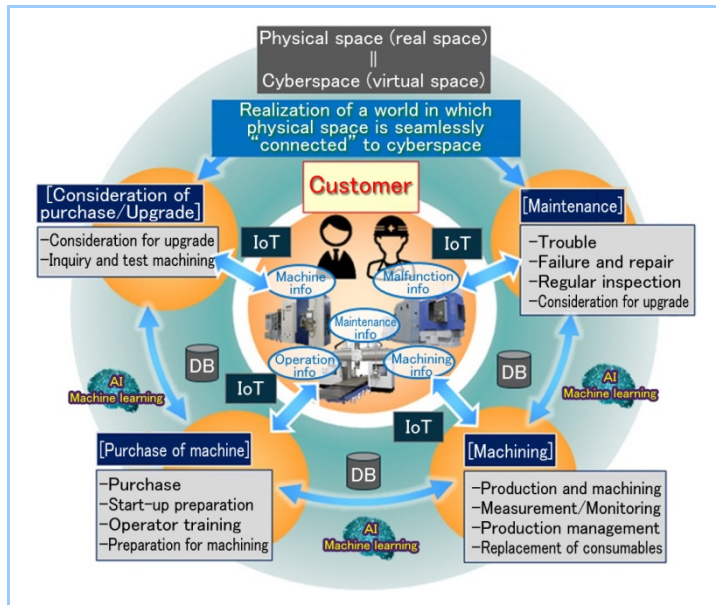 Physical space (real space)
||
Cyberspace (virtual space)
Realization of a world in which
physical space is seamlessly
“connected” to cyberspace
Customer
[Consideration of
purchase/Upgrade]
-Consideration for upgrade
-Inquiry and test machining
IoT
IoT
[Maintenance]
-Trouble
-Failure and repair
-Regular inspection
-Consideration for upgrade
Machine
info
Malfunction
info
Maintenance
info
Operation
info
Machining
info
DB
DB
AI
Machine learning
AI
Machine learning
IoT
IoT
[Purchase of machine]
-Purchase
-Start-up preparation
-Operator training
-Preparation for machining
DB
AI
Machine learning
[Machining]
-Production and machining
-Measurement/Monitoring
-Production management
-Replacement of consumables